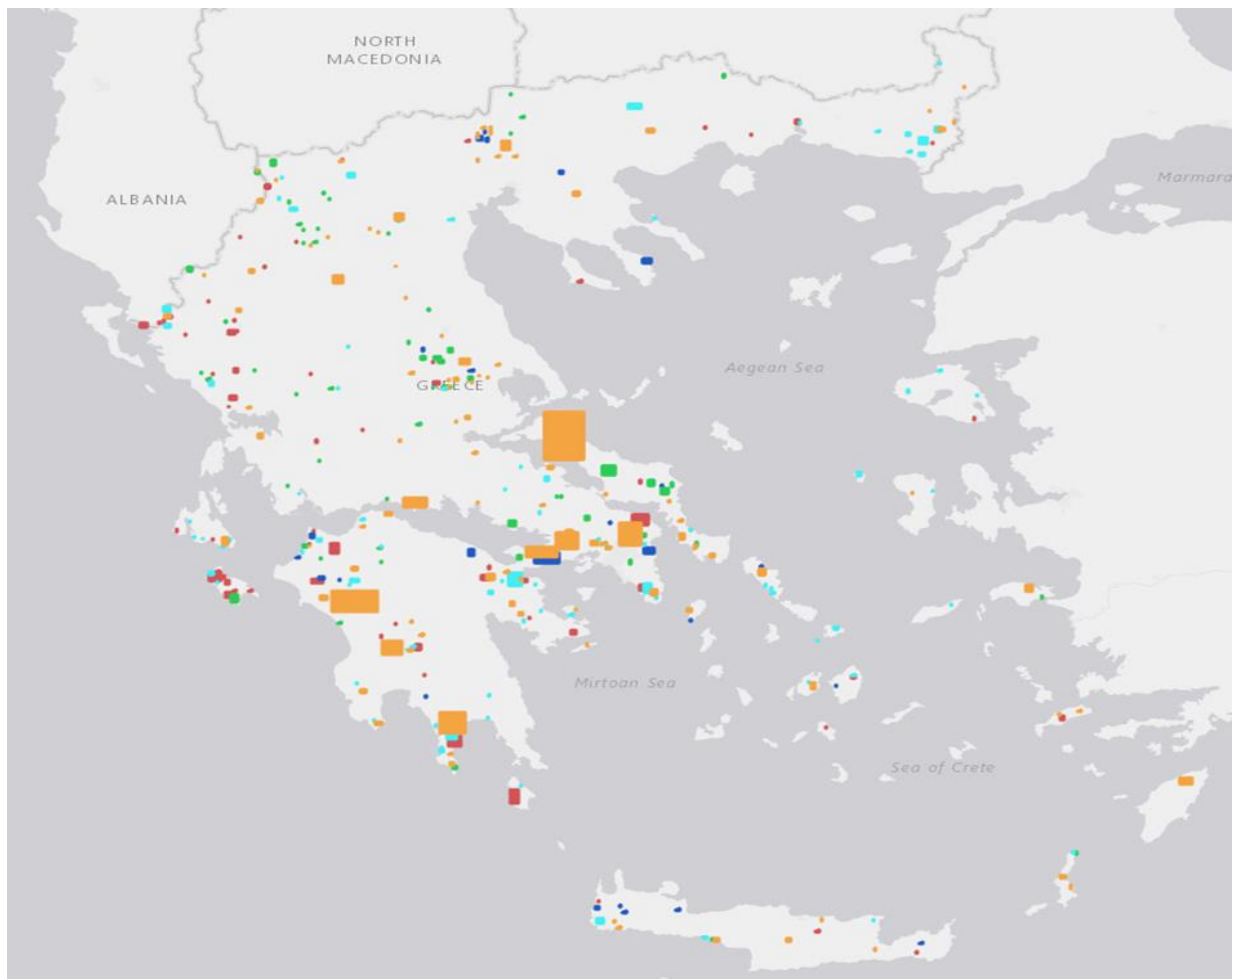 NORTH
MACEDONIA
Marmara
ALBANIA
Aegean Sea
GREECE
Mirtoan Sea
Sea of Crete